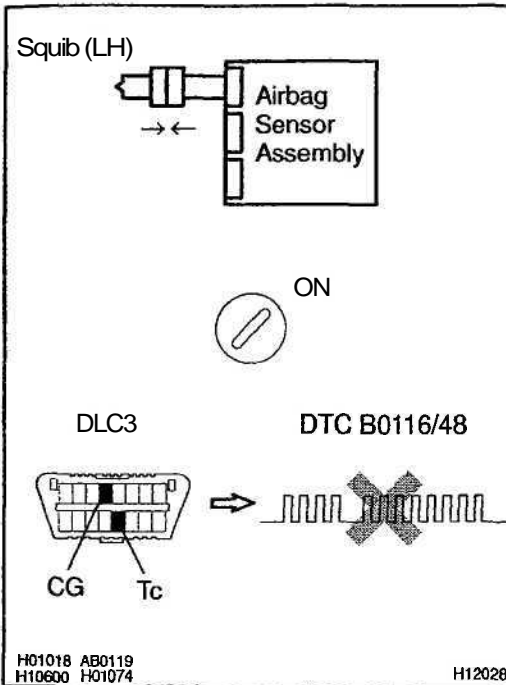 Squib (LH)
Airbag
Sensor
Assembly
ON
DLC3
DTC B0116/48
CG
Tc
H01018 AB0119
H10600 H01074
H12028